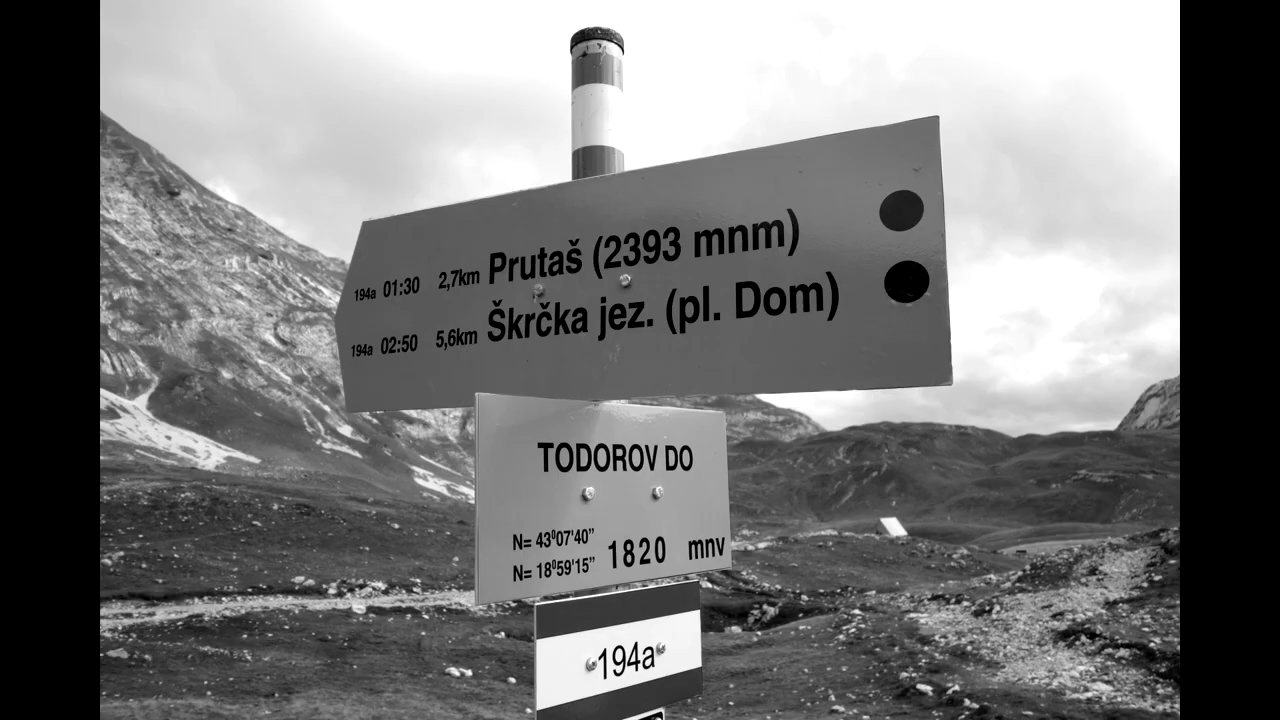 194a 01:30 2,7km Prutaš (2393 mnm)
194a 02:50 5,6km Škrčka jez. (pl. Dom)
TODOROV DO
N= 43⁰07'40”
N= 18⁰59'15” 1820 mnv
194a